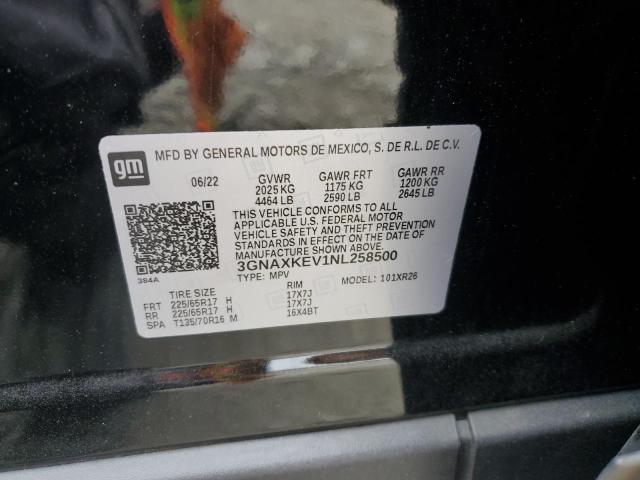 gm
MFD BY GENERAL MOTORS DE MEXICO, S. DE R.L. DE C.V.
06/22 GVWR GAWR FRT GAWR RR
2025 KG 1175 KG 1200 KG
4464 LB 2590 LB 2645 LB
THIS VEHICLE CONFORMS TO ALL
APPLICABLE U.S. FEDERAL MOTOR
VEHICLE SAFETY AND THEFT PREVENTION
STANDARDS IN EFFECT ON THE DATE OF
MANUFACTURE SHOWN ABOVE.
3GNAXKEV1NL258500
384A TYPE: MPV MODEL: 101XR26
TIRE SIZE RIM
FRT 225/65R17 H 17X7J
RR 225/65R17 H 17X7J
SPA T135/70R16 M 16X4BT